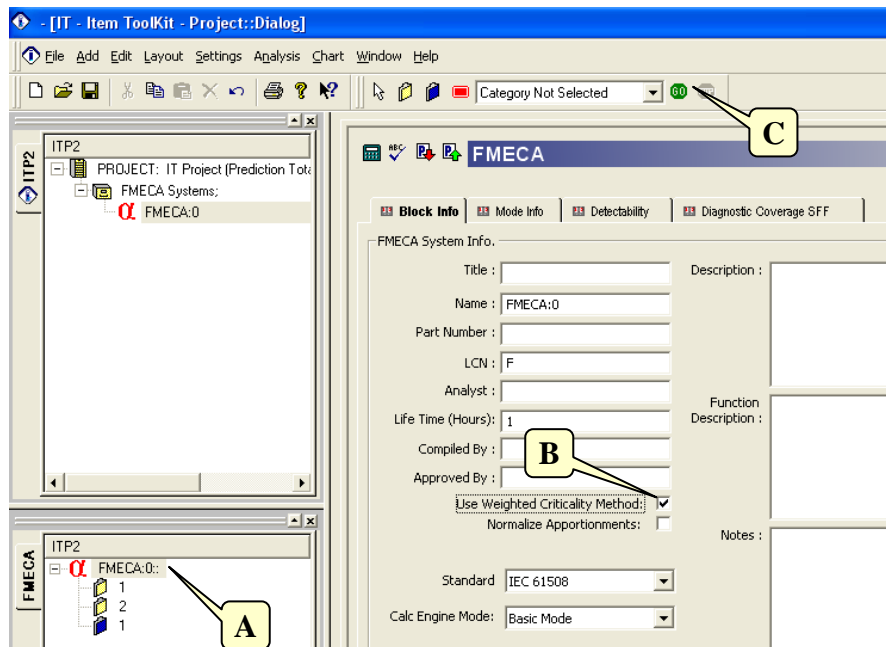 - [IT - Item ToolKit - Project::Dialog]
File Add Edit Layout Settings Analysis Chart Window Help
Category Not Selected
GO
C
ITP2
ITP2
PROJECT: IT Project (Prediction Tota
FMECA Systems;
α FMECA:0
ABC
FMECA
Block Info
Mode Info
Detectability
Diagnostic Coverage SFF
FMECA System Info.
Title :
Description :
Name : FMECA:0
Part Number :
LCN : F
Analyst :
Function
Description :
Life Time (Hours): 1
Compiled By :
B
Approved By :
Use Weighted Criticality Method:
Normalize Apportionments:
Notes :
Standard IEC 61508
Calc Engine Mode: Basic Mode
FMECA
ITP2
α FMECA:0::
1
2
1
A